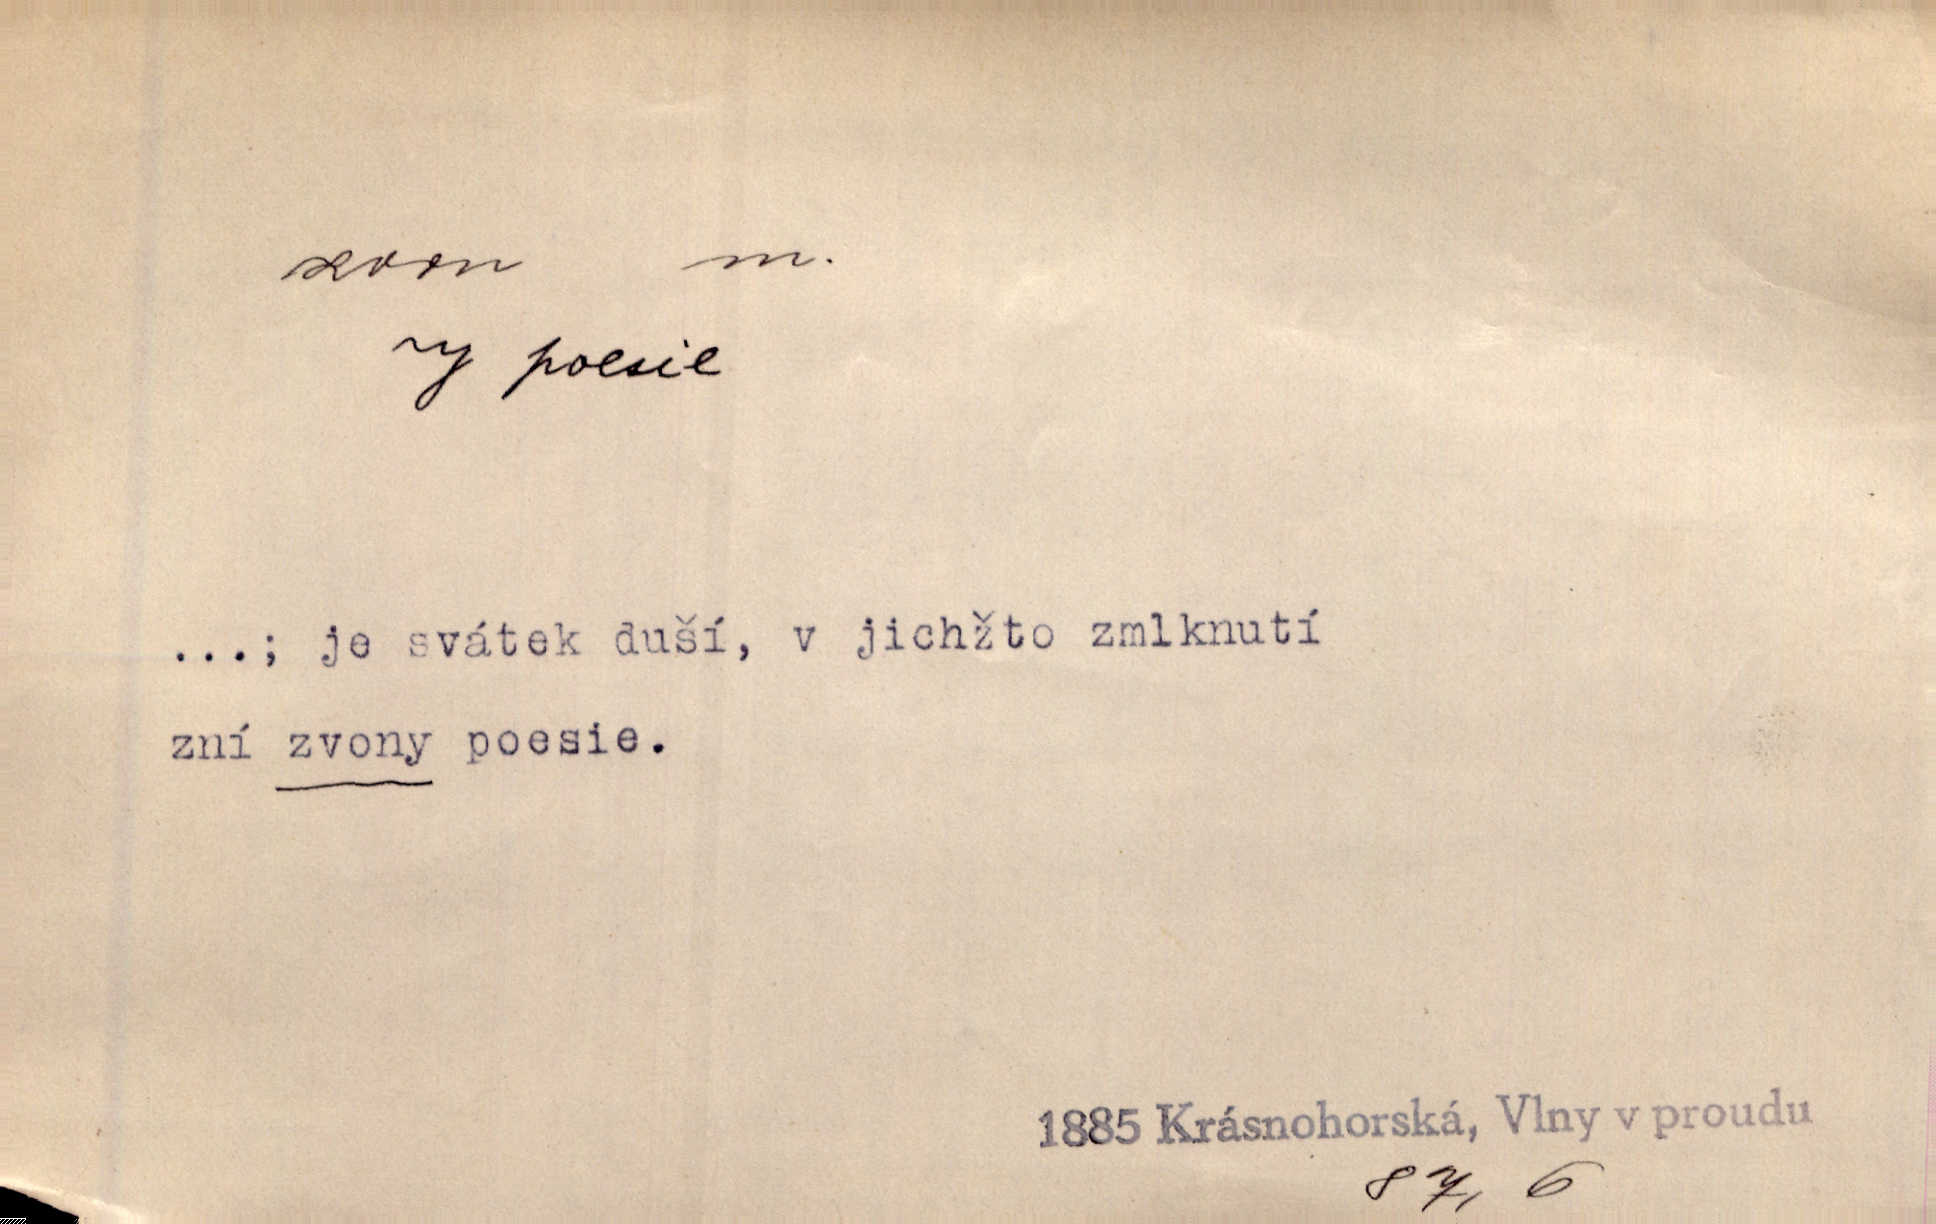 zvon m.
~y poesie
...; je svátek duší, v jichžto zmlknutí
zní zvony poesie.
1885 Krásnohorská, Vlny v proudu
87, 6